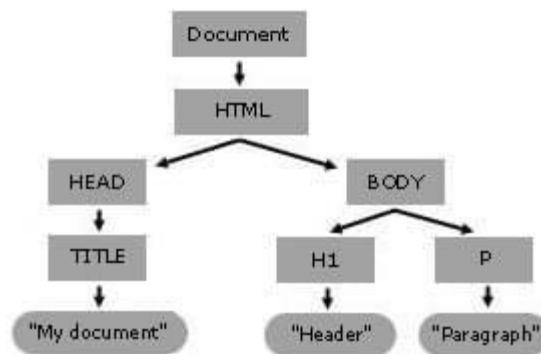 Document
HTML
HEAD
BODY
TITLE
H1
P
"My document"
"Header"
"Paragraph"